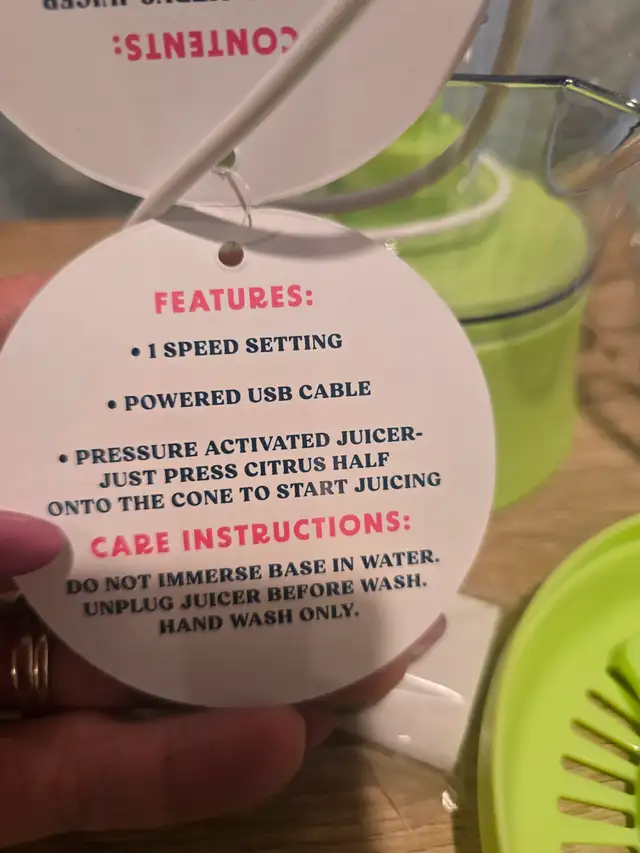 JUICER
CONTENTS:
FEATURES:
• 1 SPEED SETTING
• POWERED USB CABLE
• PRESSURE ACTIVATED JUICER-
JUST PRESS CITRUS HALF
ONTO THE CONE TO START JUICING
CARE INSTRUCTIONS:
DO NOT IMMERSE BASE IN WATER.
UNPLUG JUICER BEFORE WASH.
HAND WASH ONLY.